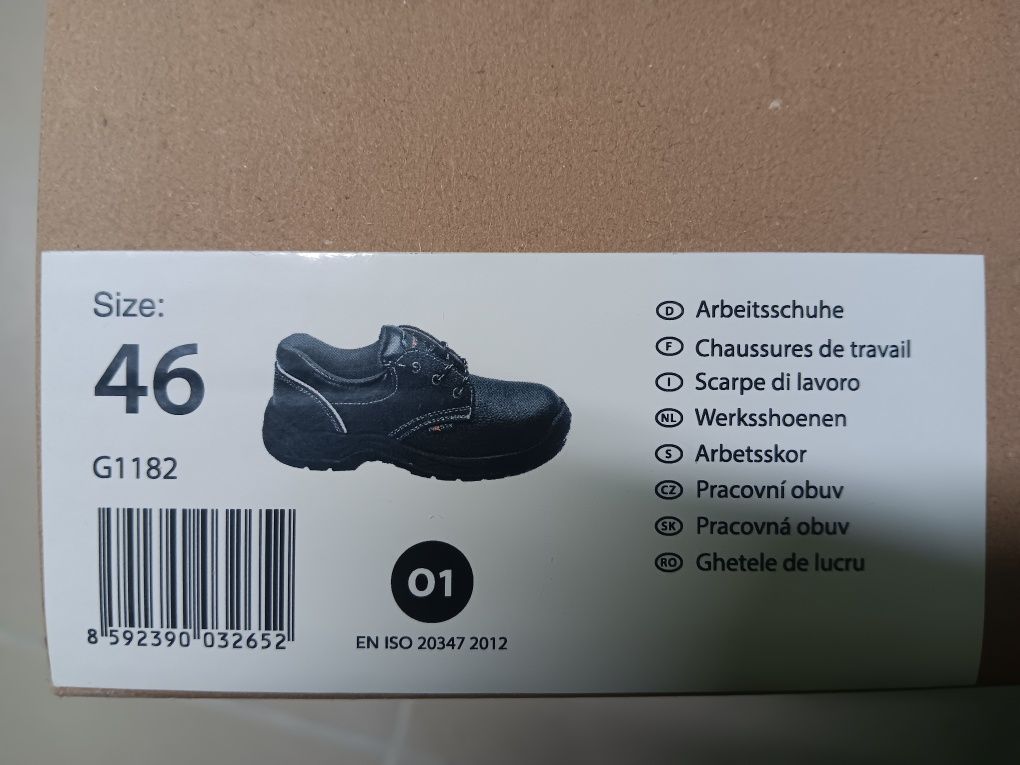 Size:
46
G1182
8 592390 032652
O1
EN ISO 20347 2012
D Arbeitsschuhe
F Chaussures de travail
I Scarpe di lavoro
NL Werksshoenen
S Arbetsskor
CZ Pracovní obuv
SK Pracovná obuv
RO Ghetele de lucru